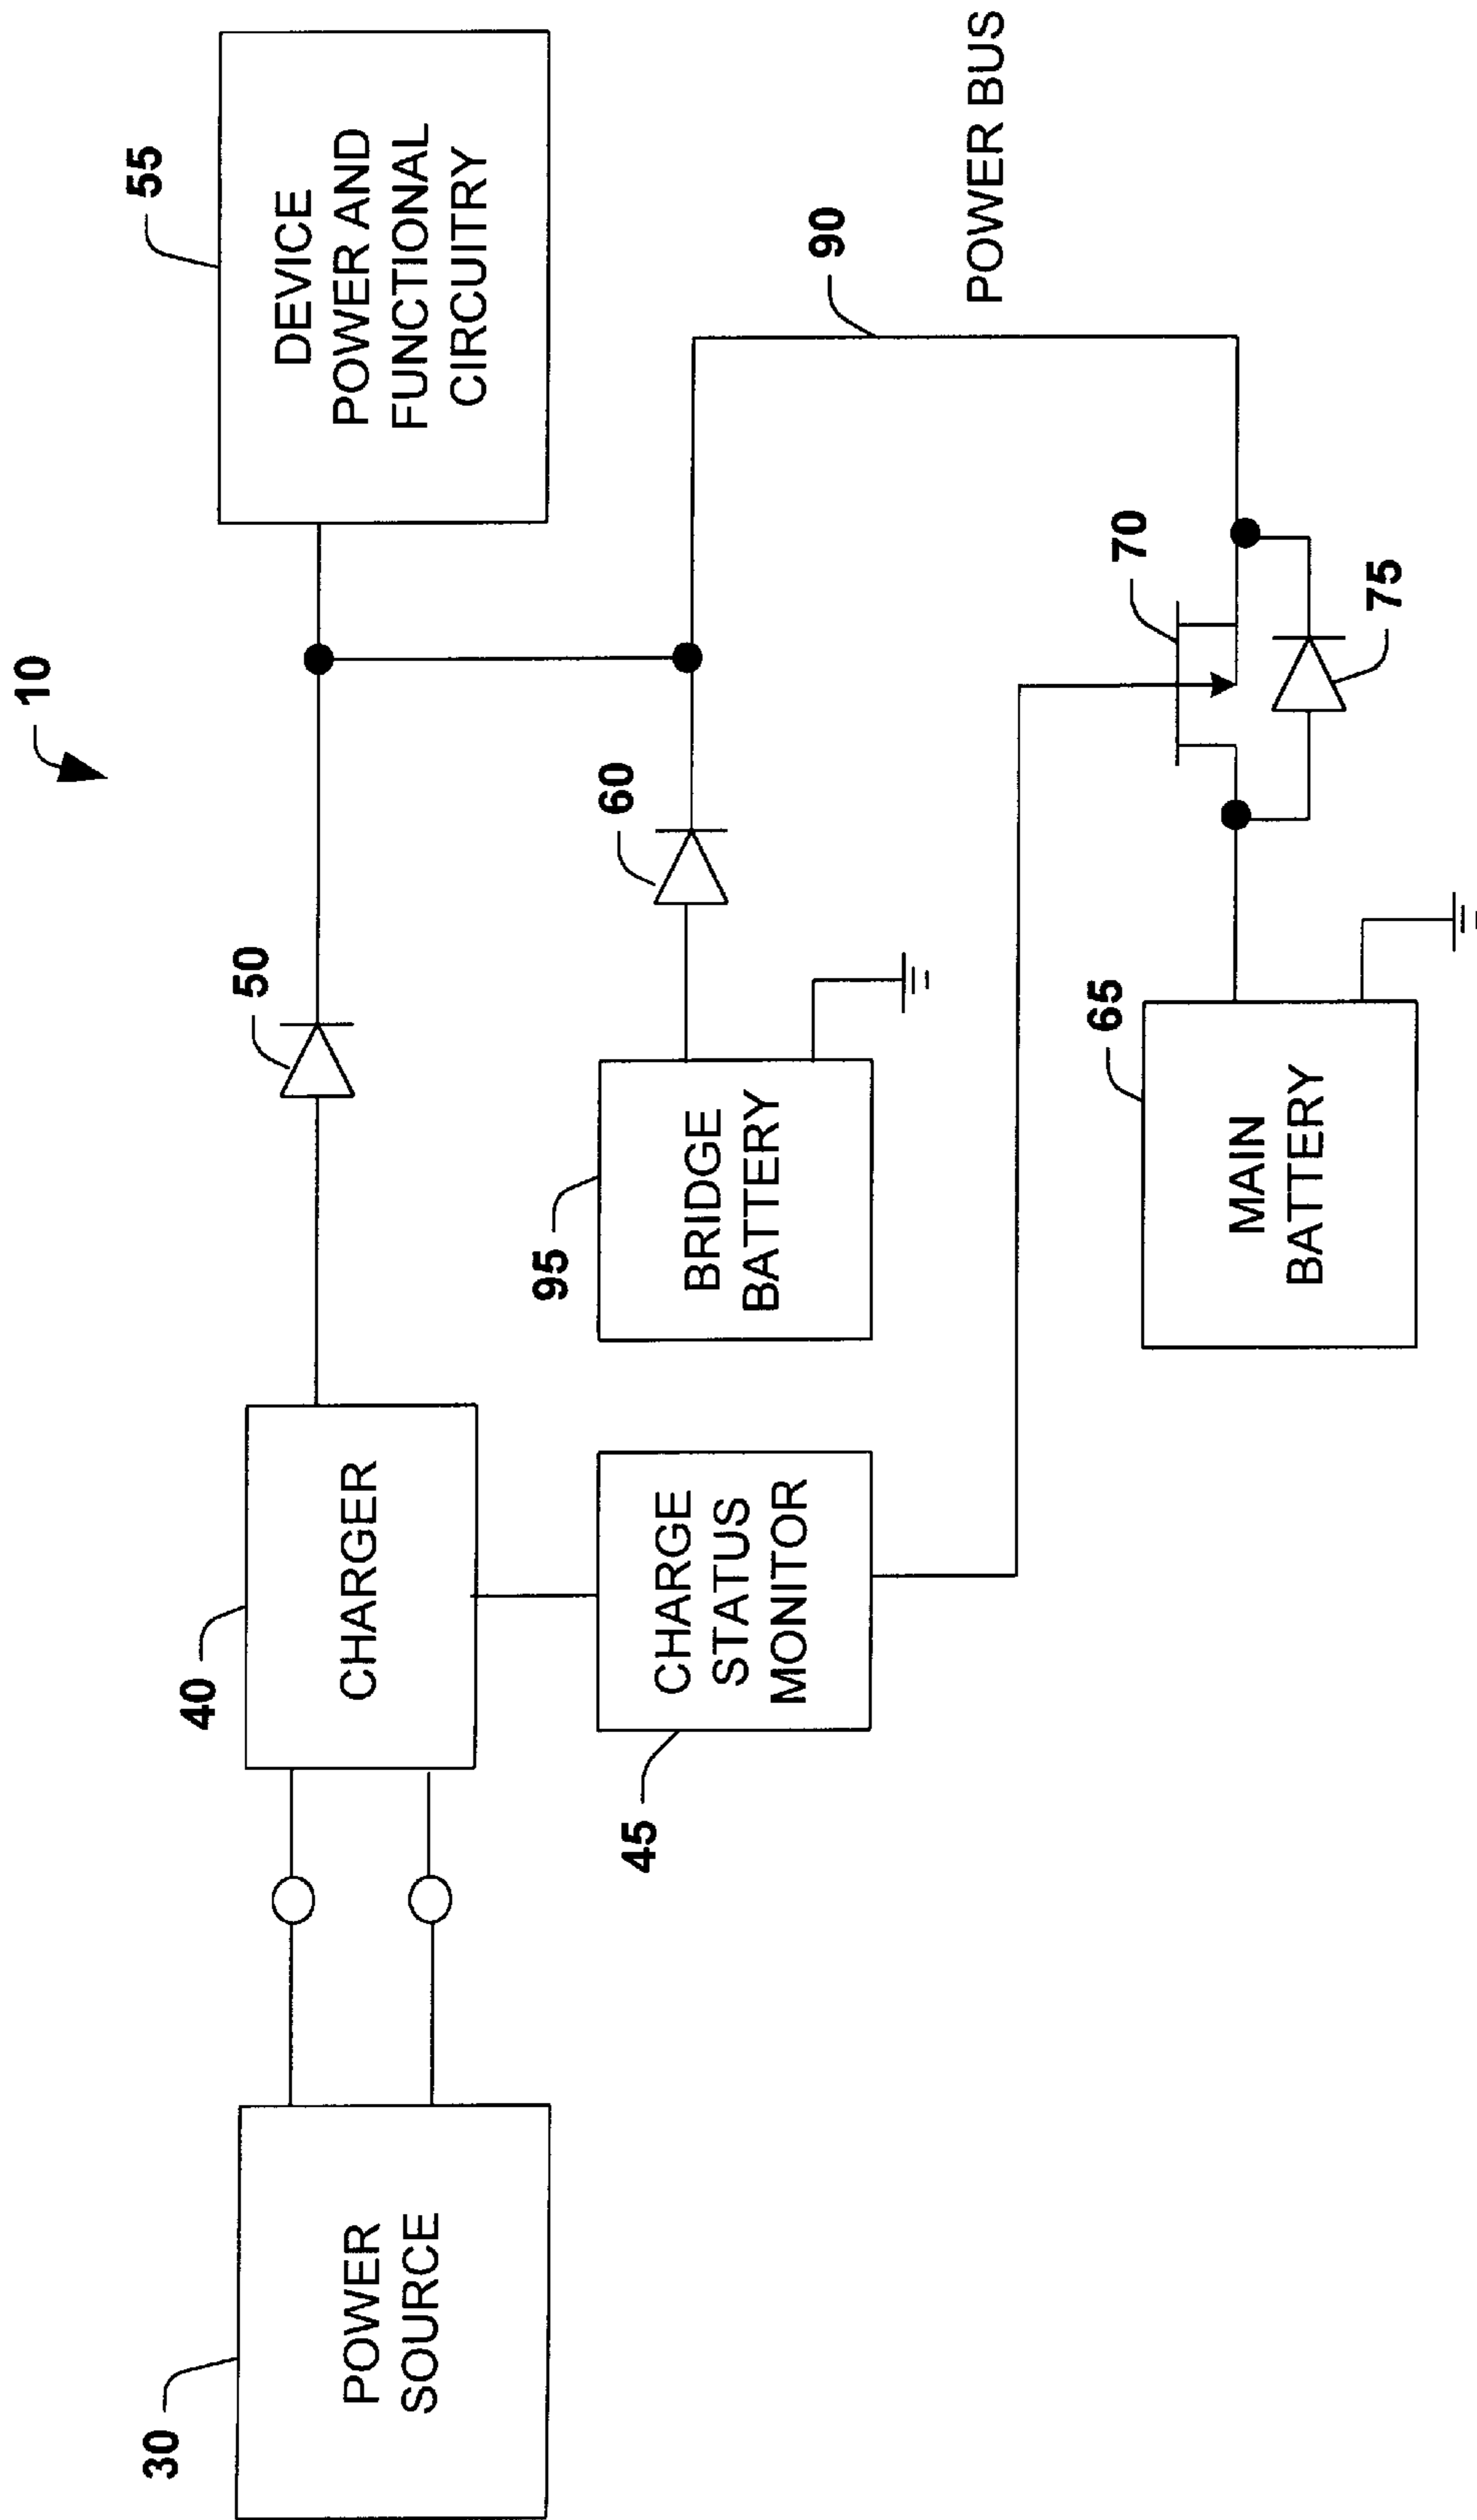 10
30
POWER
SOURCE
40
CHARGER
50
55
DEVICE
POWER AND
FUNCTIONAL
CIRCUITRY
45
CHARGE
STATUS
MONITOR
95
BRIDGE
BATTERY
60
90
POWER BUS
65
MAIN
BATTERY
70
75